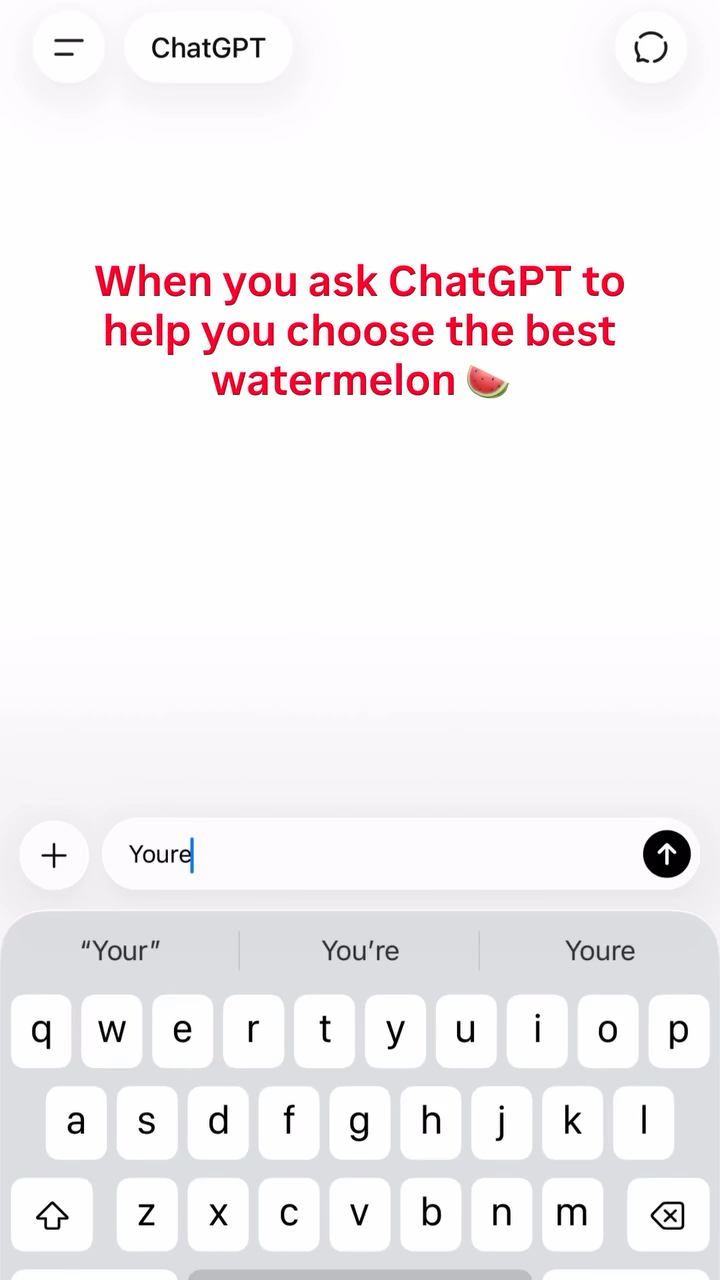 ChatGPT
When you ask ChatGPT to
help you choose the best
watermelon 🍉
Youre
“Your” You’re Youre
q w e r t y u i o p
a s d f g h j k l
z x c v b n m